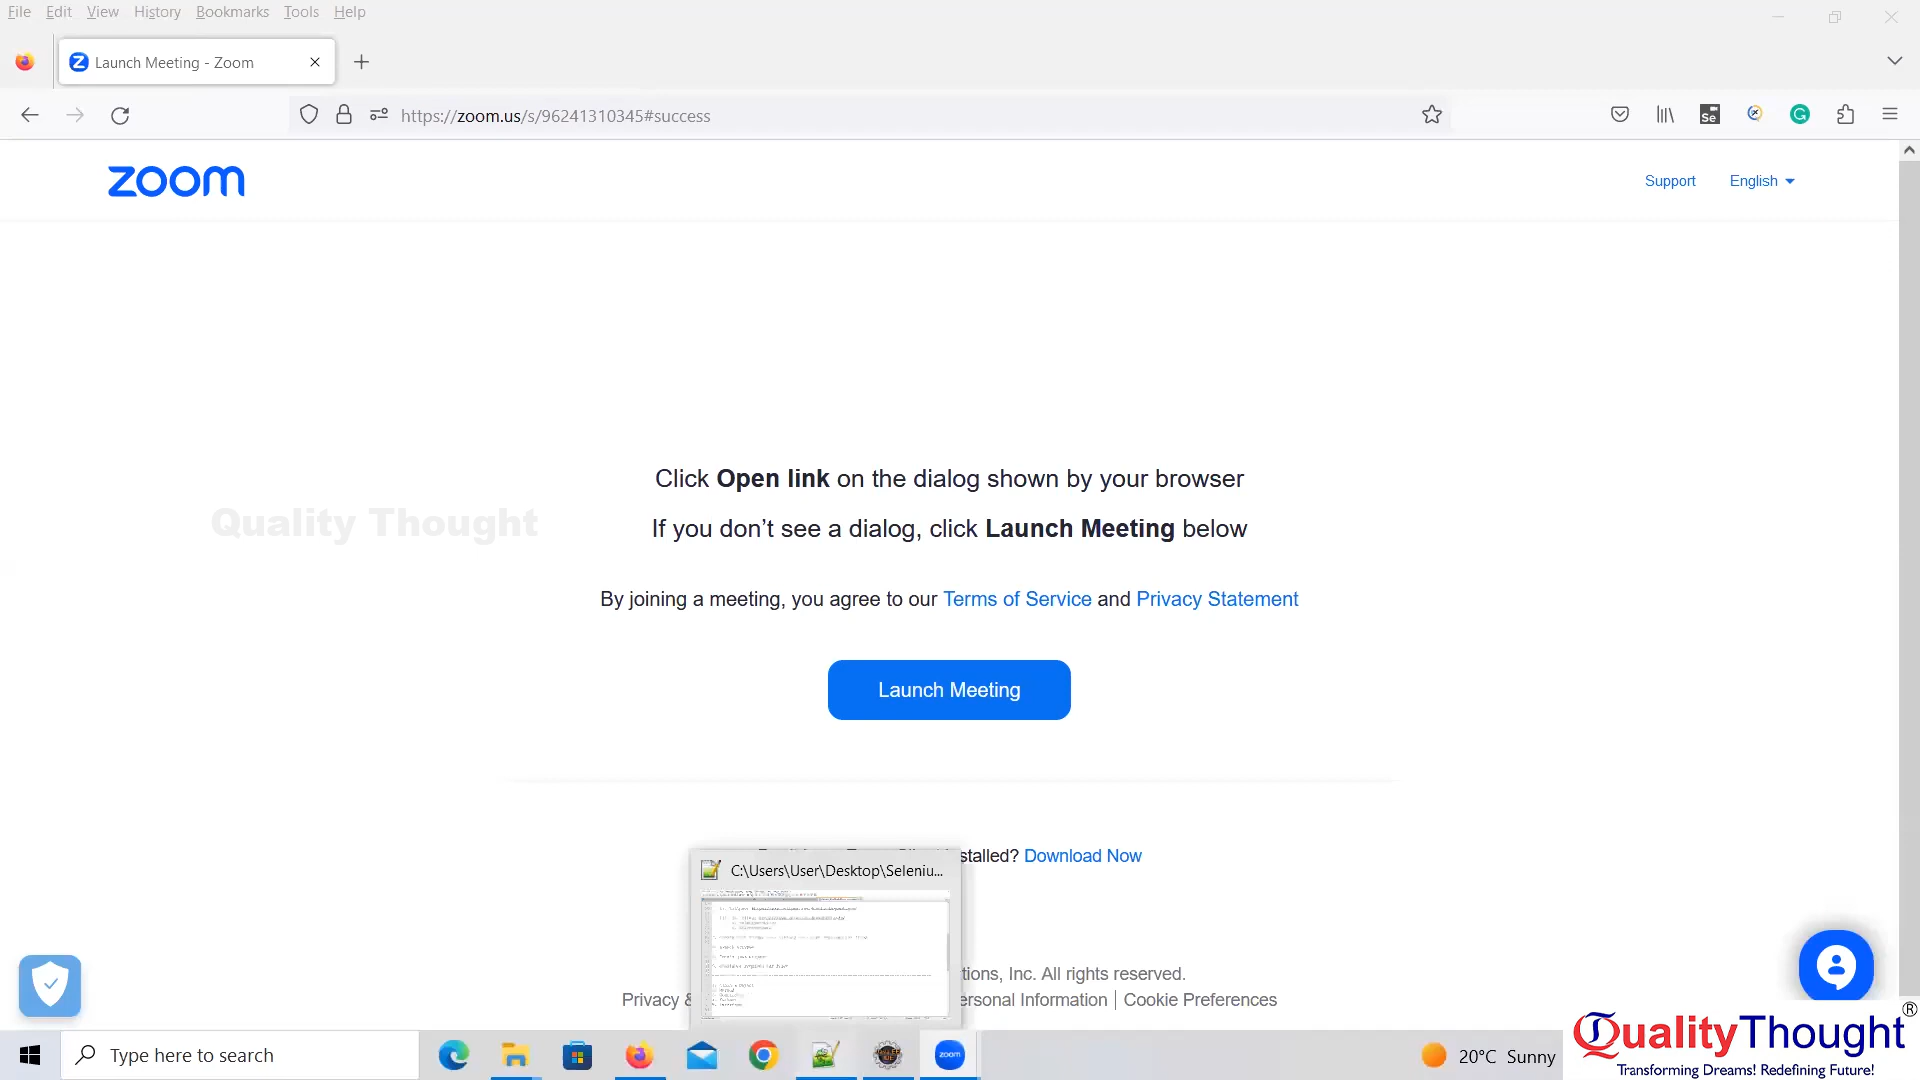 File Edit View History Bookmarks Tools Help
Launch Meeting - Zoom
https://zoom.us/s/96241310345#success
Se
zoom
Support English
Click Open link on the dialog shown by your browser
Quality Thought
If you don’t see a dialog, click Launch Meeting below
By joining a meeting, you agree to our Terms of Service and Privacy Statement
Launch Meeting
stalled? Download Now
C:\Users\User\Desktop\Seleniu...
tions, Inc. All rights reserved.
Privacy & ersonal Information Cookie Preferences
Type here to search
zoom
20°C Sunny
QualityThought®
Transforming Dreams! Redefining Future!